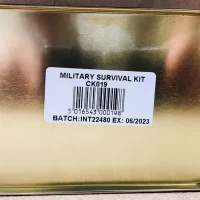 MILITARY SURVIVAL KIT
CK019
5 016543 000198
BATCH:INT22480 EX: 06/2023